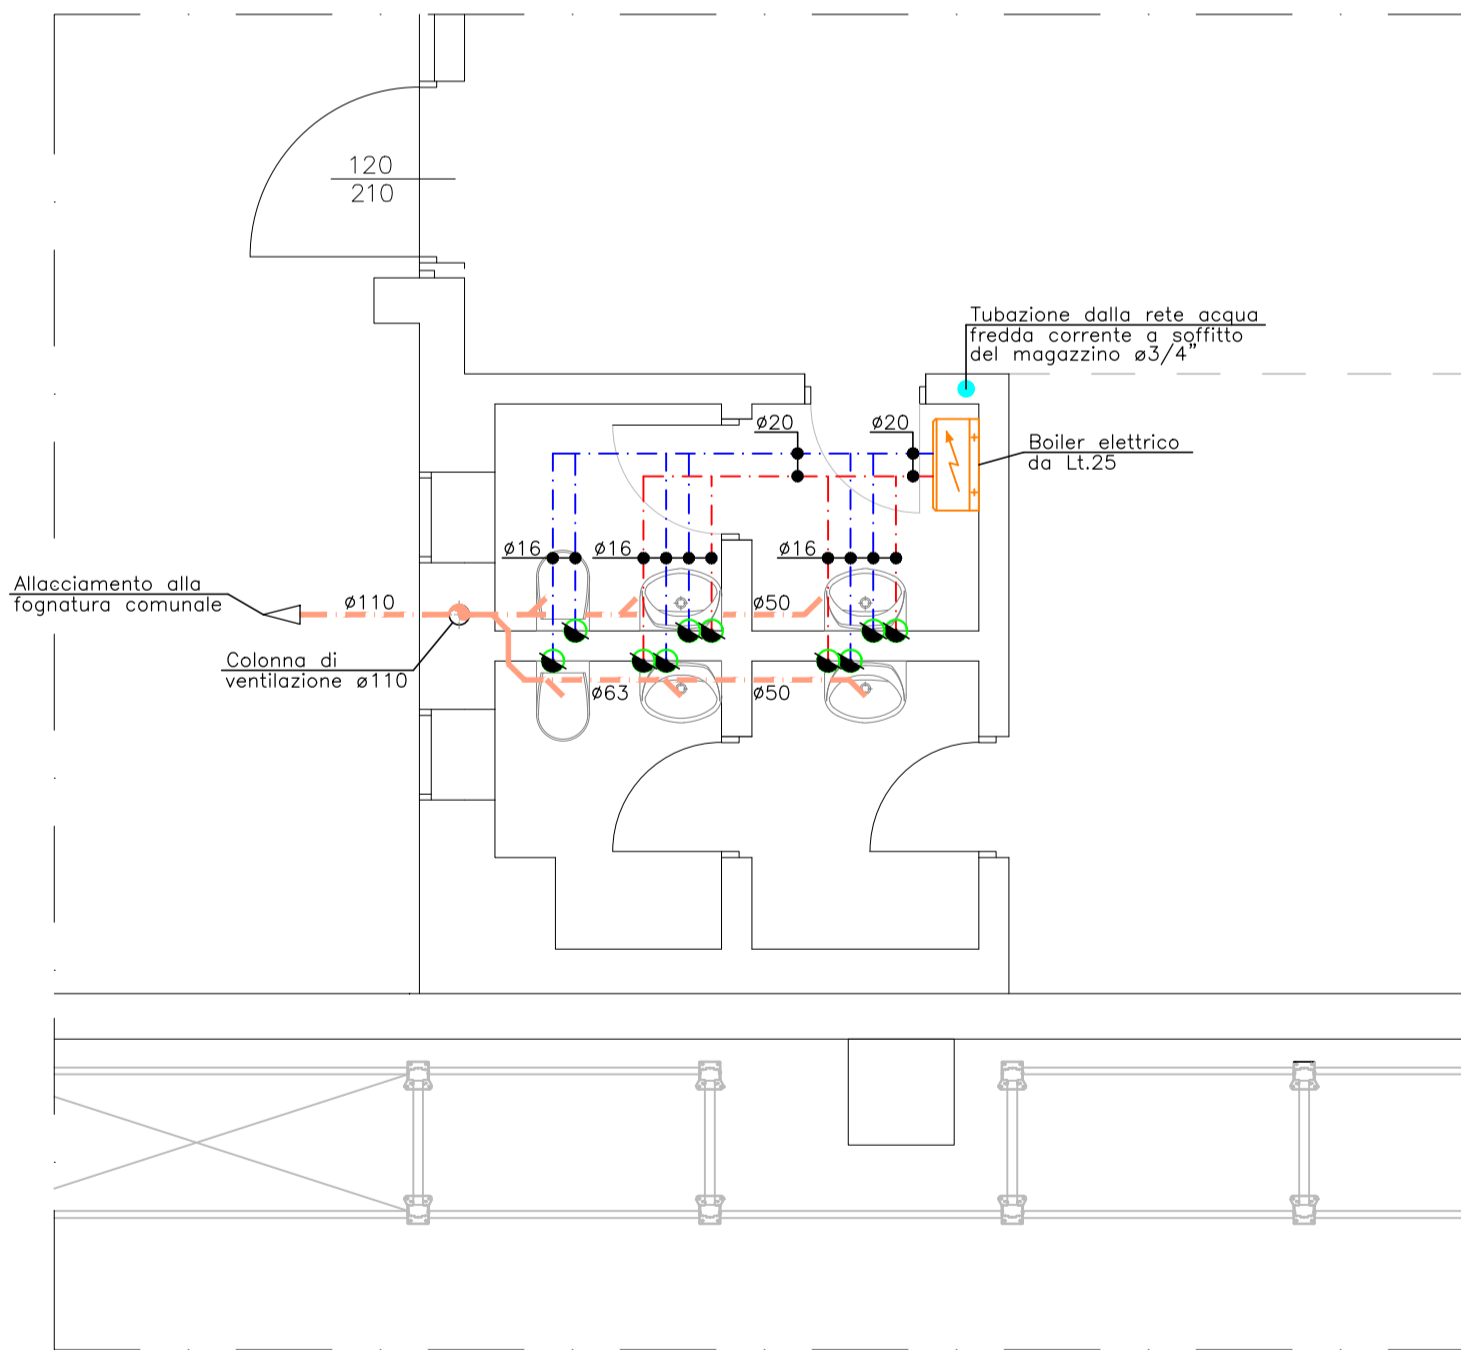 120
210
Tubazione dalla rete acqua
fredda corrente a soffitto
del magazzino ø3/4"
ø20
ø20
Boiler elettrico
da Lt.25
ø16
ø16
ø16
Allacciamento alla
fognatura comunale
ø110
ø50
Colonna di
ventilazione ø110
ø63
ø50